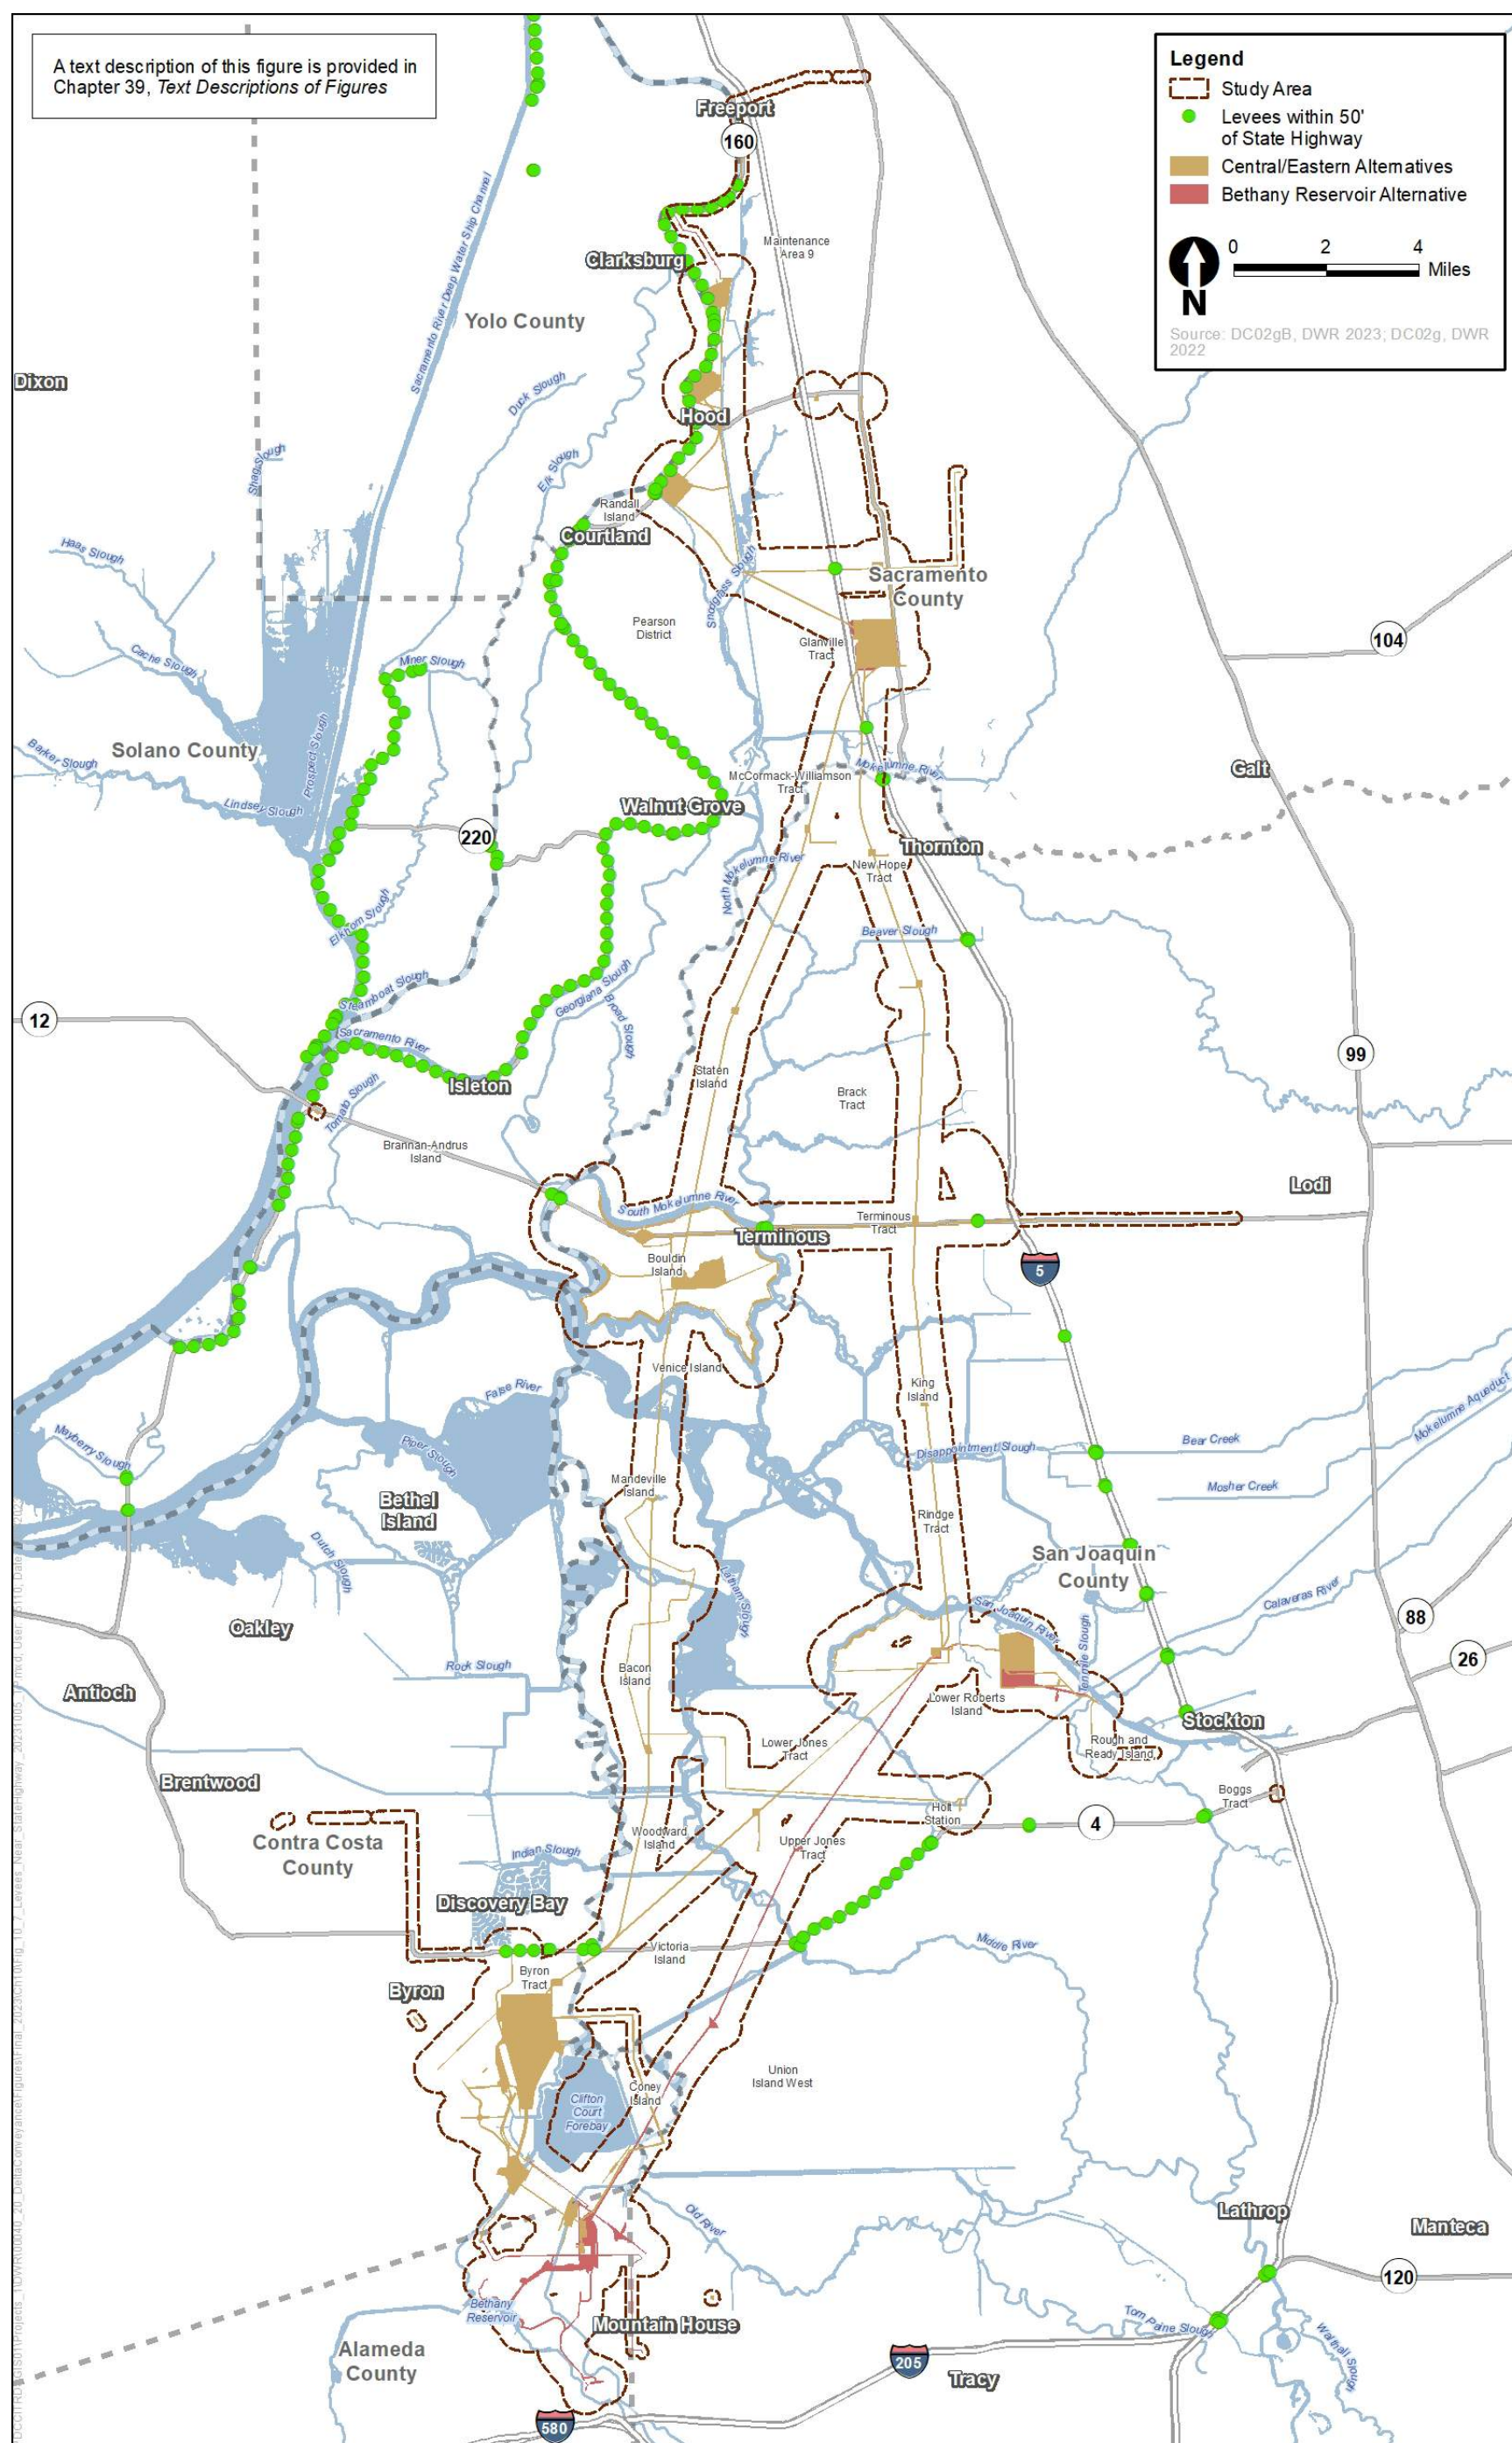 A text description of this figure is provided in
Chapter 39, Text Descriptions of Figures
Legend
Study Area
Levees within 50'
of State Highway
Central/Eastern Alternatives
Bethany Reservoir Alternative
0 2 4
Miles
N
Source: DC02gB, DWR 2023; DC02g, DWR
2022
Freeport
160
Sacramento River Deep Water Ship Channel
Maintenance
Area 9
Clarksburg
Yolo County
Dixon
Duck Slough
Hood
Shag Slough
Elk Slough
Randall
Island
Courtland
Haas Slough
Snodgrass Slough
Sacramento
County
Pearson
District
Glanville
Tract
104
Cache Slough
Miner Slough
Solano County
Barker Slough
Prospect Slough
Lindsey Slough
Mokelumne River
Galt
McCormack-Williamson
Tract
Walnut Grove
220
Thornton
North Mokelumne River
New Hope
Tract
Elkhorn Slough
Beaver Slough
Georgiana Slough
Steamboat Slough
Broad Slough
12
Sacramento River
99
Isleton
Staten
Island
Tomato Slough
Brack
Tract
Brannan-Andrus
Island
Lodi
South Mokelumne River
Terminous
Tract
Terminous
Bouldin
Island
5
Venice Island
King
Island
False River
Mayberry Slough
Piper Slough
Disappointment Slough
Bear Creek
Mokelumne Aqueduct
Mandeville
Island
Mosher Creek
Bethel
Island
Rindge
Tract
Dutch Slough
San Joaquin
County
Latham Slough
Calaveras River
San Joaquin River
88
Oakley
Tenmile Slough
26
Rock Slough
Bacon
Island
Antioch
Lower Roberts
Island
Stockton
Lower Jones
Tract
Rough and
Ready Island
Brentwood
Boggs
Tract
Holt
Station
4
Contra Costa
County
Woodward
Island
Upper Jones
Tract
Indian Slough
Discovery Bay
Middle River
Victoria
Island
Byron
Tract
Byron
Union
Island West
Coney
Island
Clifton
Court
Forebay
Old River
Lathrop
Manteca
120
Bethany
Reservoir
Mountain House
Tom Paine Slough
Walthall Slough
Alameda
County
205
Tracy
580